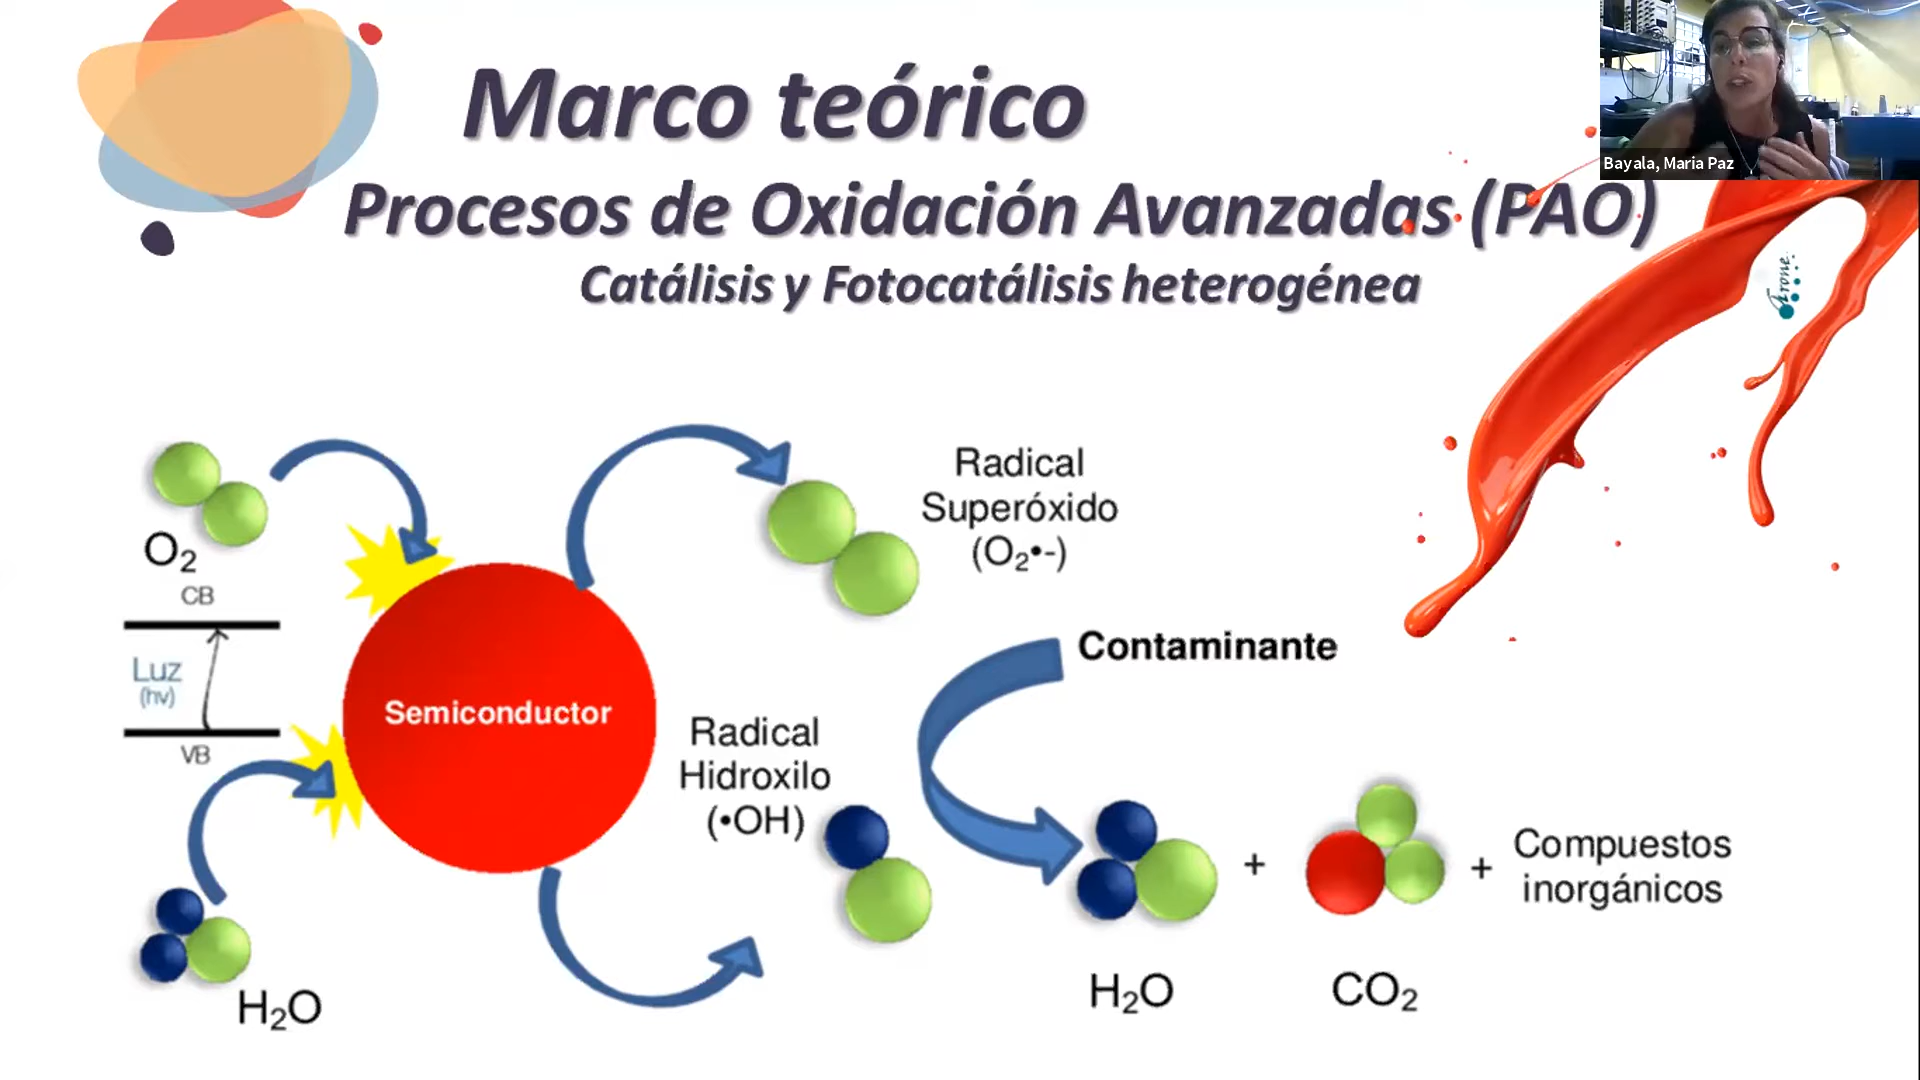 Marco teórico
Bayala, Maria Paz
Procesos de Oxidación Avanzadas (PAO)
Catálisis y Fotocatálisis heterogénea
Radical
Superóxido
(O₂•-)
O₂
CB
Luz
(hv)
VB
Semiconductor
Contaminante
Radical
Hidroxilo
(•OH)
+
+
Compuestos
inorgánicos
H₂O
H₂O
CO₂